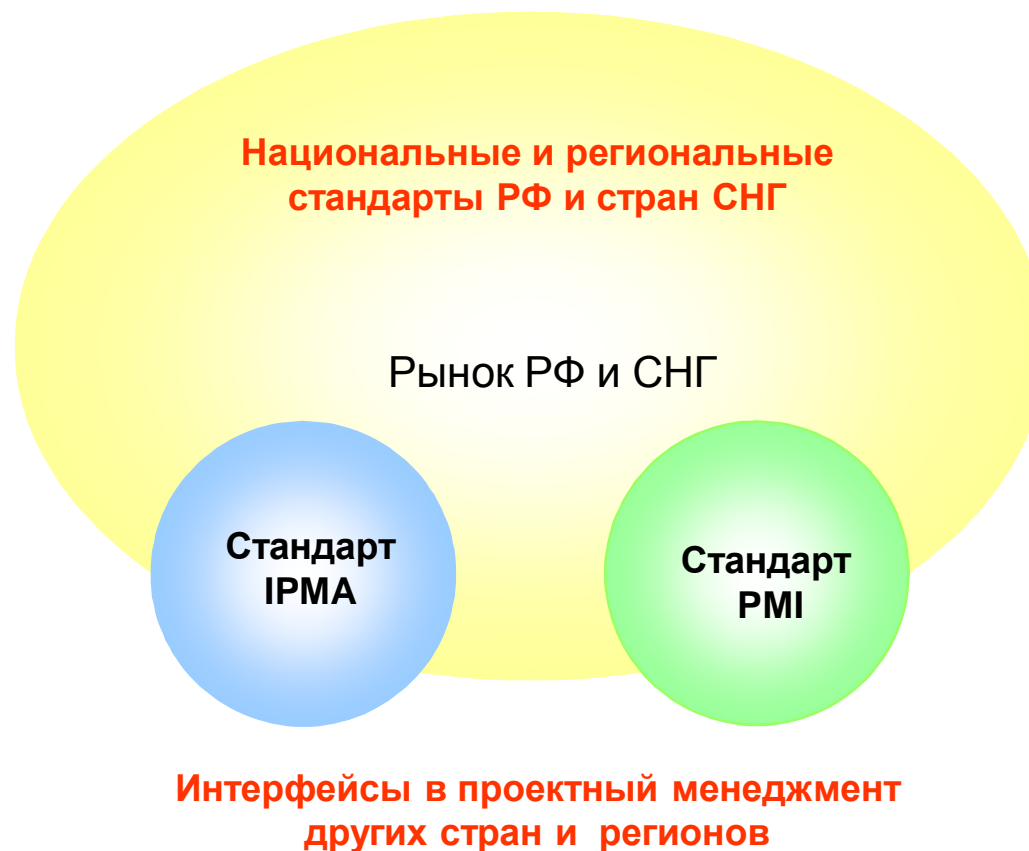 Национальные и региональные
стандарты РФ и стран СНГ
Рынок РФ и СНГ
Стандарт
IPMA
Стандарт
PMI
Интерфейсы в проектный менеджмент
других стран и регионов